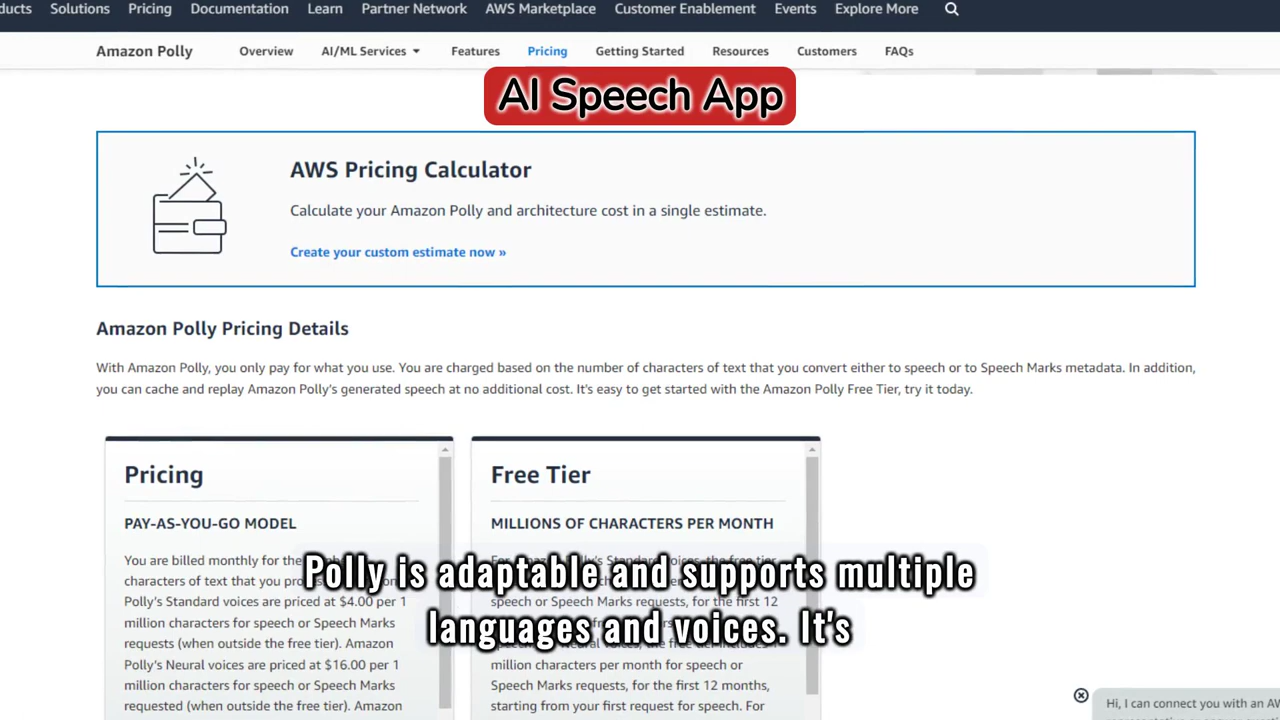 Solutions Pricing Documentation Learn Partner Network AWS Marketplace Customer Enablement Events Explore More
Amazon Polly Overview AI/ML Services Features Pricing Getting Started Resources Customers FAQs
AI Speech App
AWS Pricing Calculator
Calculate your Amazon Polly and architecture cost in a single estimate.
Create your custom estimate now »
Amazon Polly Pricing Details
With Amazon Polly, you only pay for what you use. You are charged based on the number of characters of text that you convert either to speech or to Speech Marks metadata. In addition,
you can cache and replay Amazon Polly's generated speech at no additional cost. It's easy to get started with the Amazon Polly Free Tier, try it today.
Pricing
PAY-AS-YOU-GO MODEL
You are billed monthly for the
characters of text that you
Polly's Standard voices are priced at $4.00 per 1
million characters for speech or Speech Marks
requests (when outside the free tier). Amazon
Polly's Neural voices are priced at $16.00 per 1
million characters for speech or Speech Marks
requested (when outside the free tier). Amazon
Free Tier
MILLIONS OF CHARACTERS PER MONTH
speech or Speech Marks requests, for the first 12
million characters per month for speech or
Speech Marks requests, for the first 12 months,
starting from your first request for speech. For
Polly is adaptable and supports multiple
languages and voices. It's
Hi, I can connect you with an